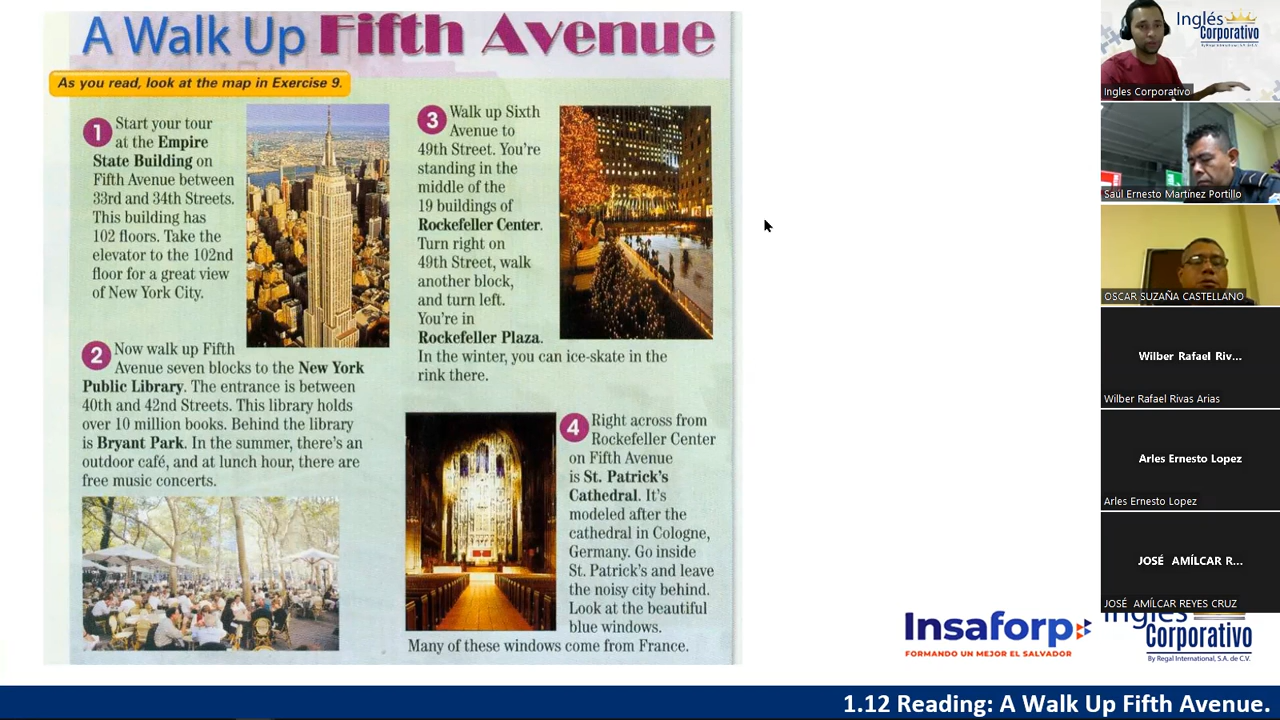 A Walk Up Fifth Avenue
As you read, look at the map in Exercise 9.
1 Start your tour
at the Empire
State Building on
Fifth Avenue between
33rd and 34th Streets.
This building has
102 floors. Take the
elevator to the 102nd
floor for a great view
of New York City.
2 Now walk up Fifth
Avenue seven blocks to the New York
Public Library. The entrance is between
40th and 42nd Streets. This library holds
over 10 million books. Behind the library
is Bryant Park. In the summer, there's an
outdoor café, and at lunch hour, there are
free music concerts.
3 Walk up Sixth
Avenue to
49th Street. You're
standing in the
middle of the
19 buildings of
Rockefeller Center.
Turn right on
49th Street, walk
another block,
and turn left.
You're in
Rockefeller Plaza.
In the winter, you can ice-skate in the
rink there.
4 Right across from
Rockefeller Center
on Fifth Avenue
is St. Patrick's
Cathedral. It's
modeled after the
cathedral in Cologne,
Germany. Go inside
St. Patrick's and leave
the noisy city behind.
Look at the beautiful
blue windows.
Many of these windows come from France.
Inglés
Corporativo
By Regal International, S.A. de C.V.
Ingles Corporativo
Saúl Ernesto Martínez Portillo
OSCAR SUZAÑA CASTELLANO
Wilber Rafael Riv...
Wilber Rafael Rivas Arias
Arles Ernesto Lopez
Arles Ernesto Lopez
JOSÉ AMÍLCAR R...
JOSÉ AMÍLCAR REYES CRUZ
Insaforp
FORMANDO UN MEJOR EL SALVADOR
Inglés
Corporativo
By Regal International, S.A. de C.V.
1.12 Reading: A Walk Up Fifth Avenue.